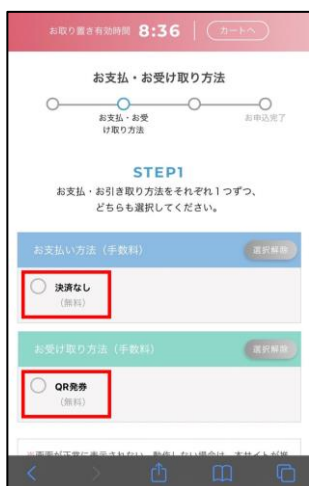 お取り置き有効時間 8:36 カートへ
お支払・お受け取り方法
お支払・お受
け取り方法
お申込完了
STEP1
お支払・お引き取り方法をそれぞれ1つずつ、
どちらも選択してください。
お支払い方法（手数料） 選択解除
決済なし
（無料）
お受け取り方法（手数料） 選択解除
QR発券
（無料）